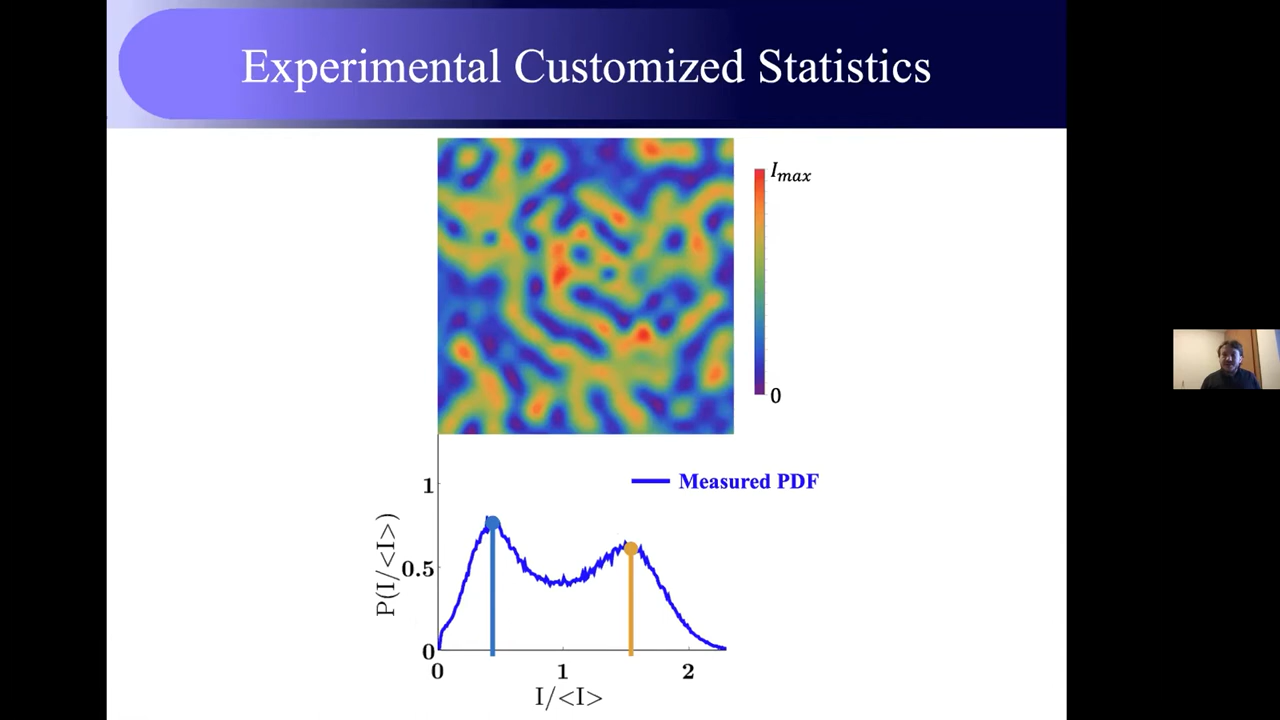 Experimental Customized Statistics
I_max
0
Measured PDF
1
0.5
0
P(I/<I>)
0
1
2
I/<I>